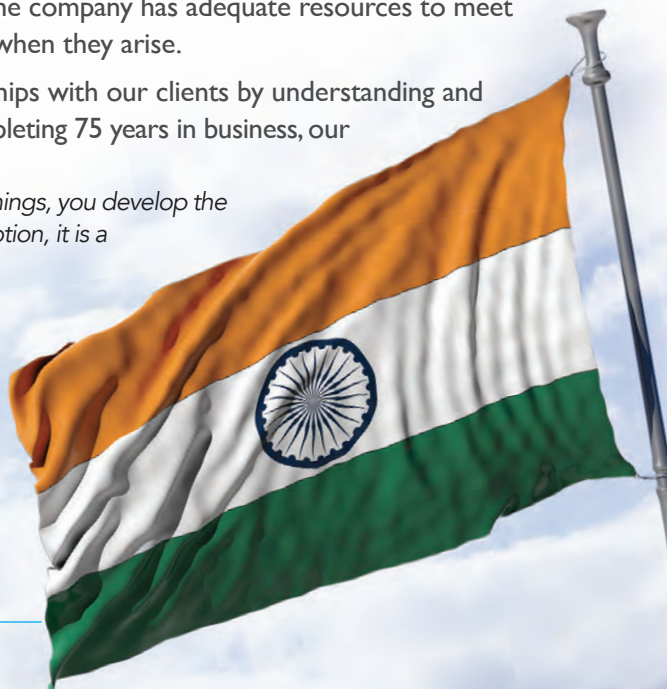 he company has adequate resources to meet
when they arise.
hips with our clients by understanding and
pleting 75 years in business, our
nings, you develop the
ption, it is a